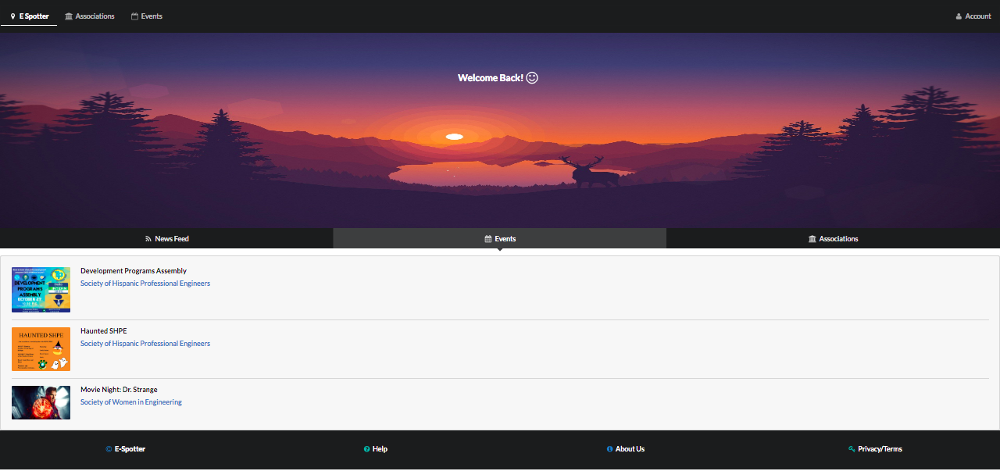 E Spotter
Associations
Events
Account
Welcome Back!
News Feed
Events
Associations
DEVELOPMENT
PROGRAMS
ASSEMBLY
OCTOBER 27
Development Programs Assembly
Society of Hispanic Professional Engineers
HAUNTED SHPE
Haunted SHPE
Society of Hispanic Professional Engineers
Movie Night: Dr. Strange
Society of Women in Engineering
© E-Spotter
Help
About Us
Privacy/Terms